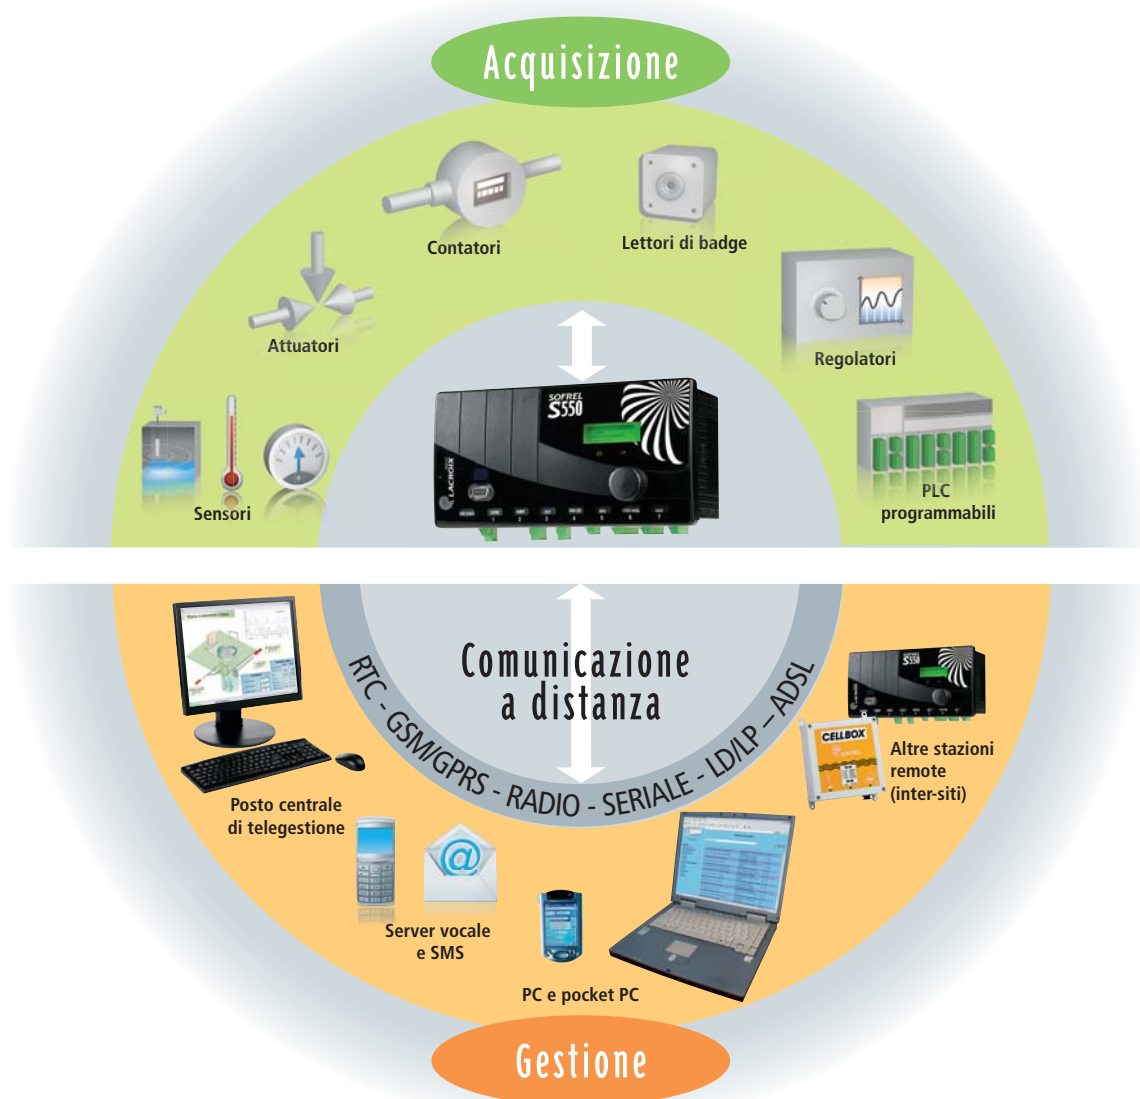 Acquisizione
Contatori
Lettori di badge
Attuatori
Regolatori
SOFREL
S550
LACROIX
Sensori
PLC
programmabili
Comunicazione
a distanza
RTC - GSM/GPRS - RADIO - SERIALE - LD/LP – ADSL
SOFREL
S550
CELLBOX
Altre stazioni
remote
(inter-siti)
Posto centrale
di telegestione
@
Server vocale
e SMS
PC e pocket PC
Gestione